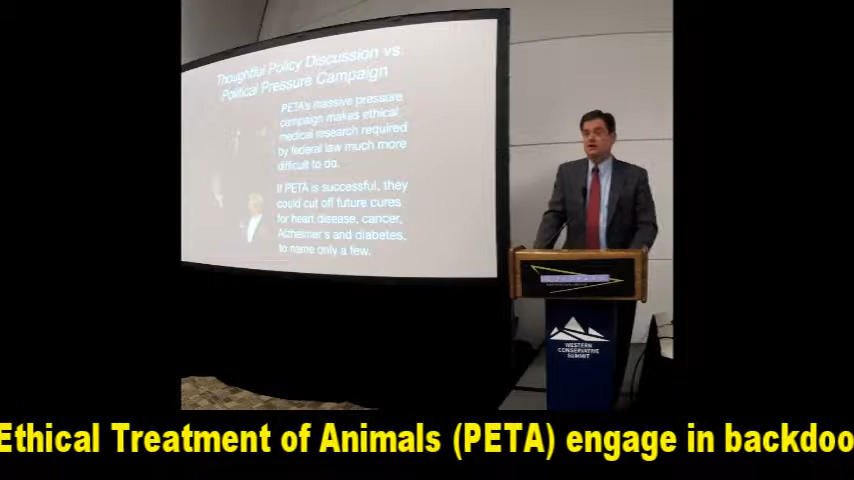 Thoughtful Policy Discussion vs.
Political Pressure Campaign
PETA's massive pressure
campaign makes ethical
medical research required
by federal law much more
difficult to do.
If PETA is successful, they
could cut off future cures
for heart disease, cancer,
Alzheimer's and diabetes,
to name only a few.
WESTERN
CONSERVATIVE
SUMMIT
Ethical Treatment of Animals (PETA) engage in backdoo